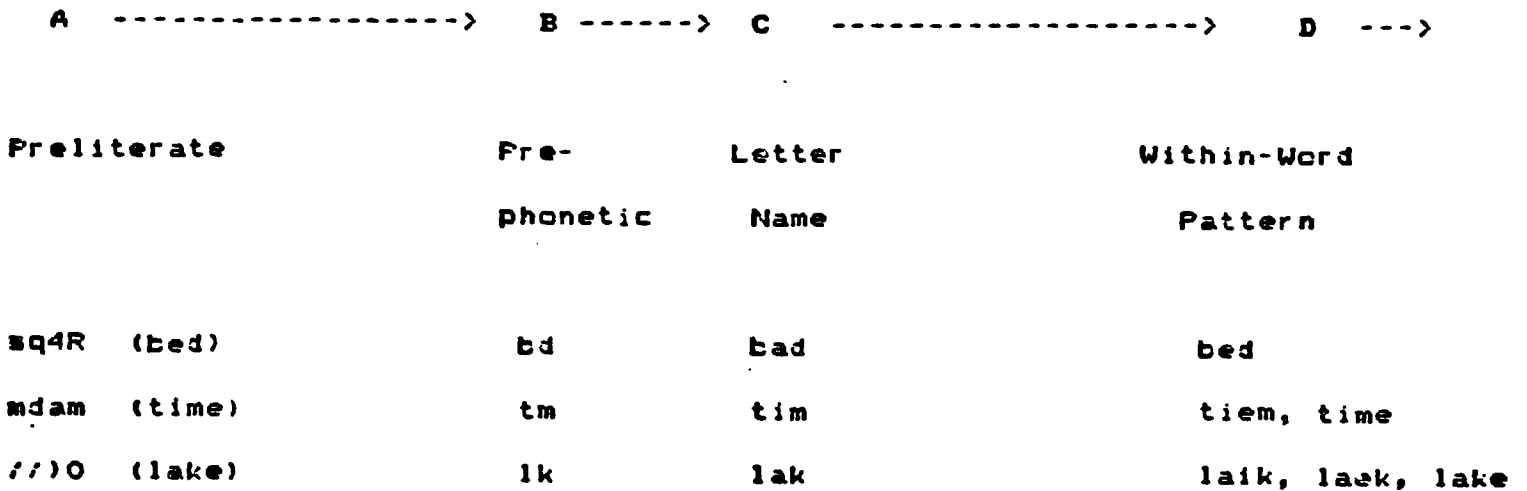 A -----------------> B ------> C -------------------> D --->
Preliterate Pre- Letter Within-Word
phonetic Name Pattern
sq4R (bed) bd bad bed
mdam (time) tm tim tiem, time
//)O (lake) lk lak laik, laek, lake